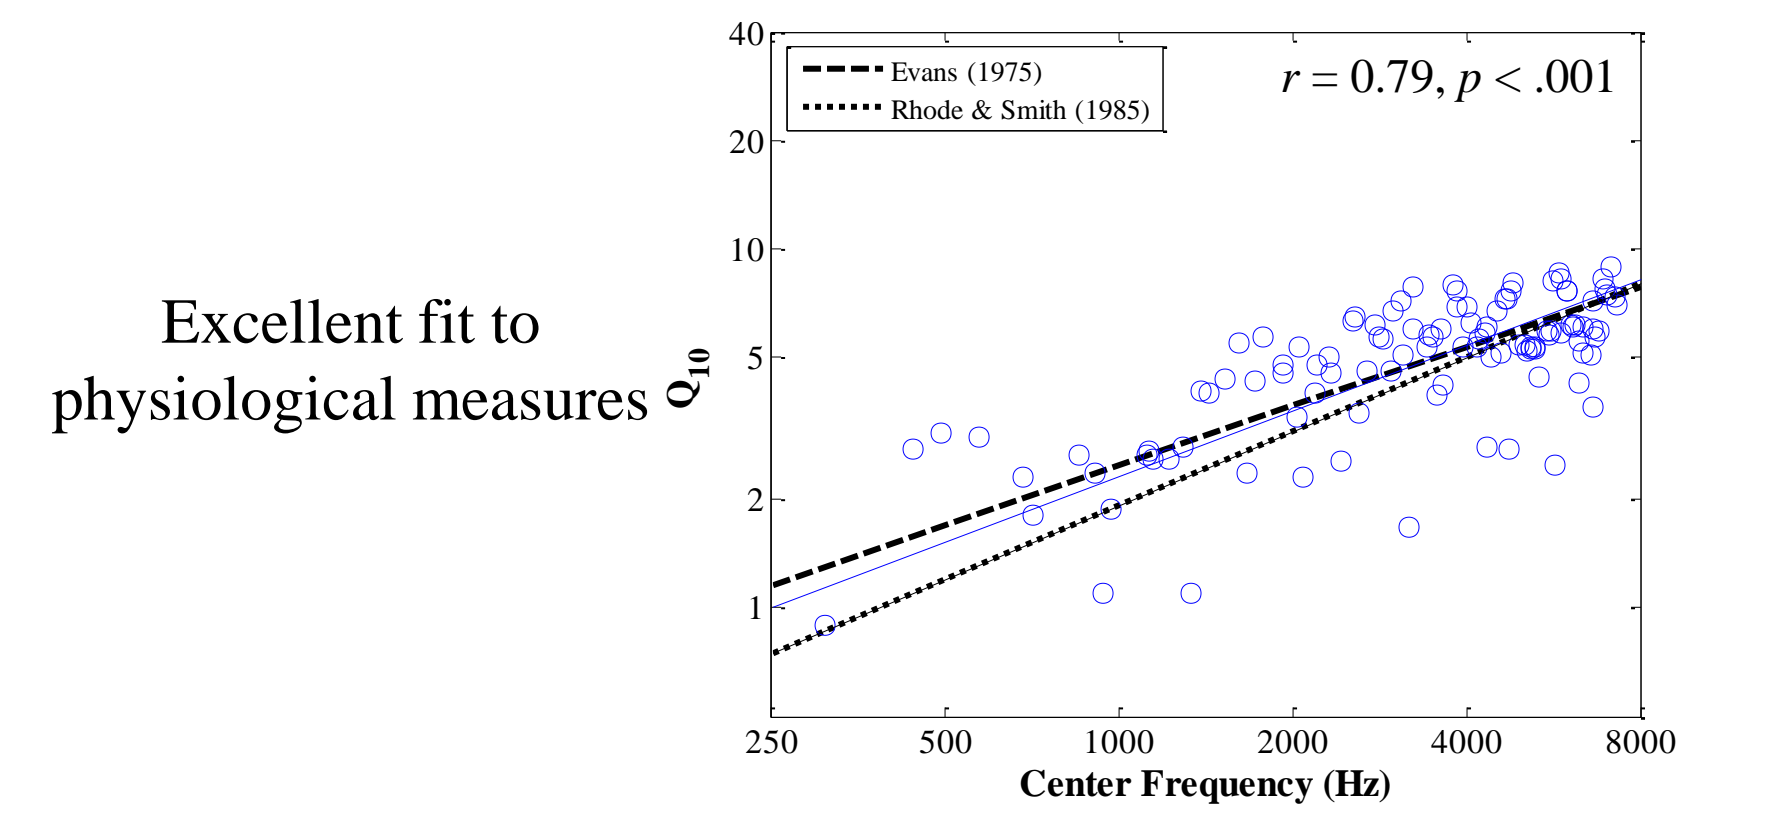 Excellent fit to
physiological measures
Evans (1975)
Rhode & Smith (1985)
r = 0.79, p < .001
Q10
40
20
10
5
2
1
250 500 1000 2000 4000 8000
Center Frequency (Hz)